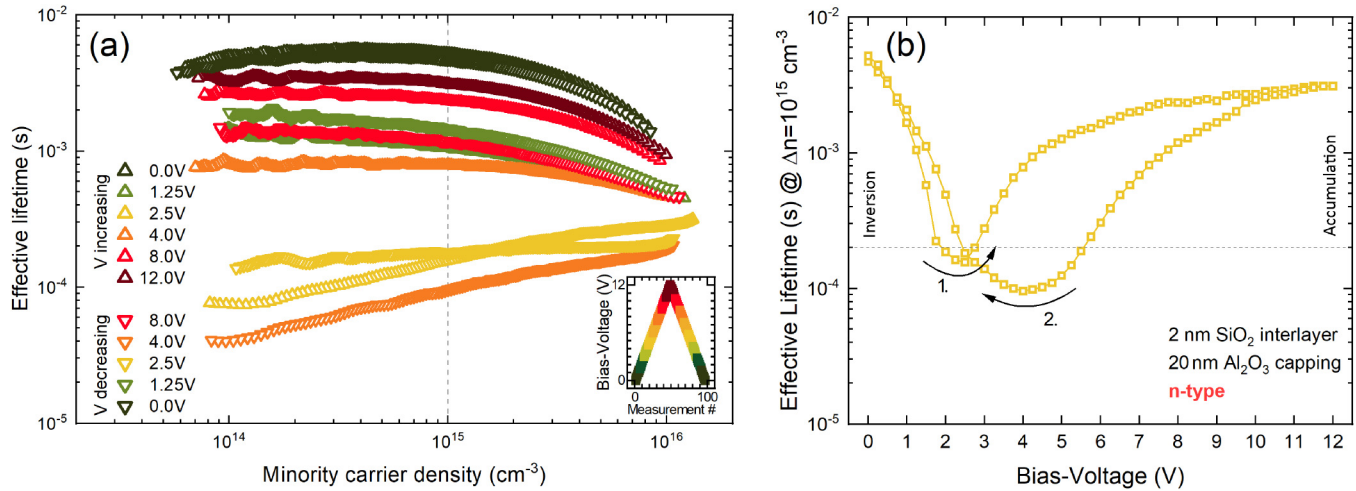 (a)
10⁻²
10⁻³
10⁻⁴
10⁻⁵
Effective lifetime (s)
V increasing
0.0V
1.25V
2.5V
4.0V
8.0V
12.0V
V decreasing
8.0V
4.0V
2.5V
1.25V
0.0V
Bias-Voltage (V)
12
0
0 100
Measurement #
10¹⁴ 10¹⁵ 10¹⁶
Minority carrier density (cm⁻³)
(b)
10⁻²
10⁻³
10⁻⁴
10⁻⁵
Effective Lifetime (s) @ Δn=10¹⁵ cm⁻³
Inversion
Accumulation
1.
2.
2 nm SiO₂ interlayer
20 nm Al₂O₃ capping
n-type
0 1 2 3 4 5 6 7 8 9 10 11 12
Bias-Voltage (V)